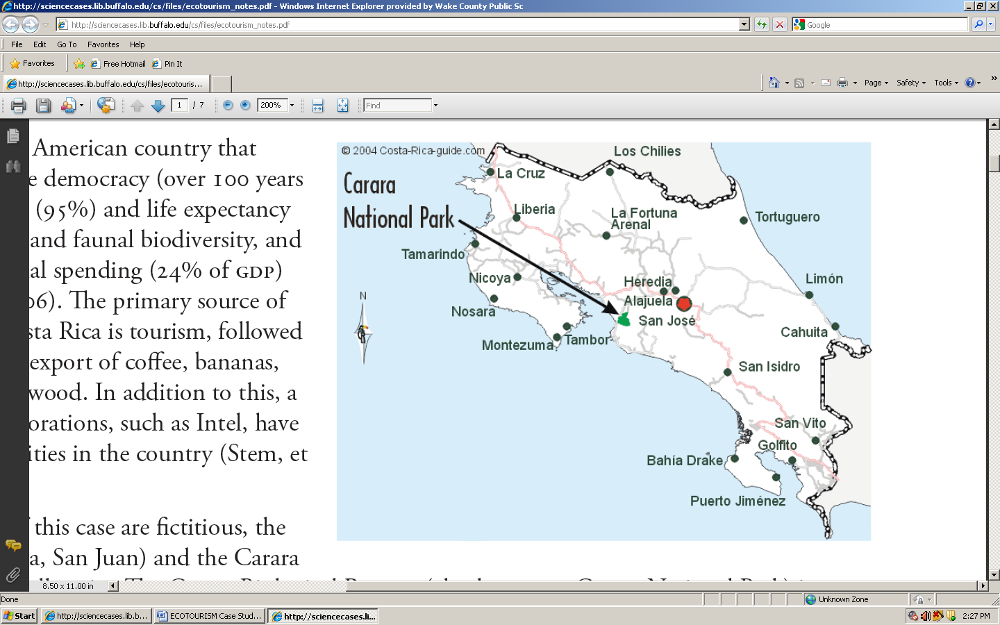 http://sciencecases.lib.buffalo.edu/cs/files/ecotourism_notes.pdf - Windows Internet Explorer provided by Wake County Public Sc
http://sciencecases.lib.buffalo.edu/cs/files/ecotourism_notes.pdf
Google
File Edit Go To Favorites Help
Favorites Free Hotmail Pin It
http://sciencecases.lib.buffalo.edu/cs/files/ecotouris...
Page Safety Tools »
1 / 7 200% Find
American country that
e democracy (over 100 years
(95%) and life expectancy
and faunal biodiversity, and
al spending (24% of GDP)
06). The primary source of
sta Rica is tourism, followed
export of coffee, bananas,
wood. In addition to this, a
orations, such as Intel, have
ities in the country (Stem, et
this case are fictitious, the
a, San Juan) and the Carara
© 2004 Costa-Rica-guide.com
Carara
National Park
Los Chilies
La Cruz
Liberia
La Fortuna
Arenal
Tortuguero
Tamarindo
Nicoya
Heredia
Limón
Alajuela
Nosara
San José
Cahuita
Montezuma
Tambor
N
San Isidro
San Vito
Golfito
Bahía Drake
Puerto Jiménez
8.50 x 11.00 in
Done
Unknown Zone
Start
http://sciencecases.lib.b...
ECOTOURISM Case Stud...
http://sciencecases.li...
2:27 PM